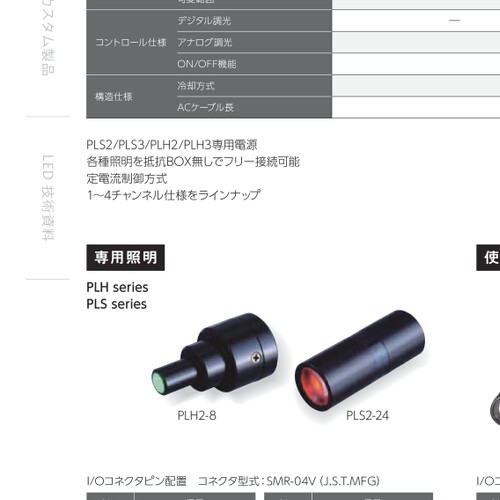 デジタル調光
―
コントロール仕様
アナログ調光
ON/OFF機能
冷却方式
構造仕様
ACケーブル長
カスタム製品
LED 技術資料
PLS2/PLS3/PLH2/PLH3専用電源
各種照明を抵抗BOX無しでフリー接続可能
定電流制御方式
1～4チャンネル仕様をラインナップ
専用照明
使
PLH series
PLS series
PLH2-8
PLS2-24
I/Oコネクタピン配置　コネクタ型式：SMR-04V (J.S.T.MFG)
I/O